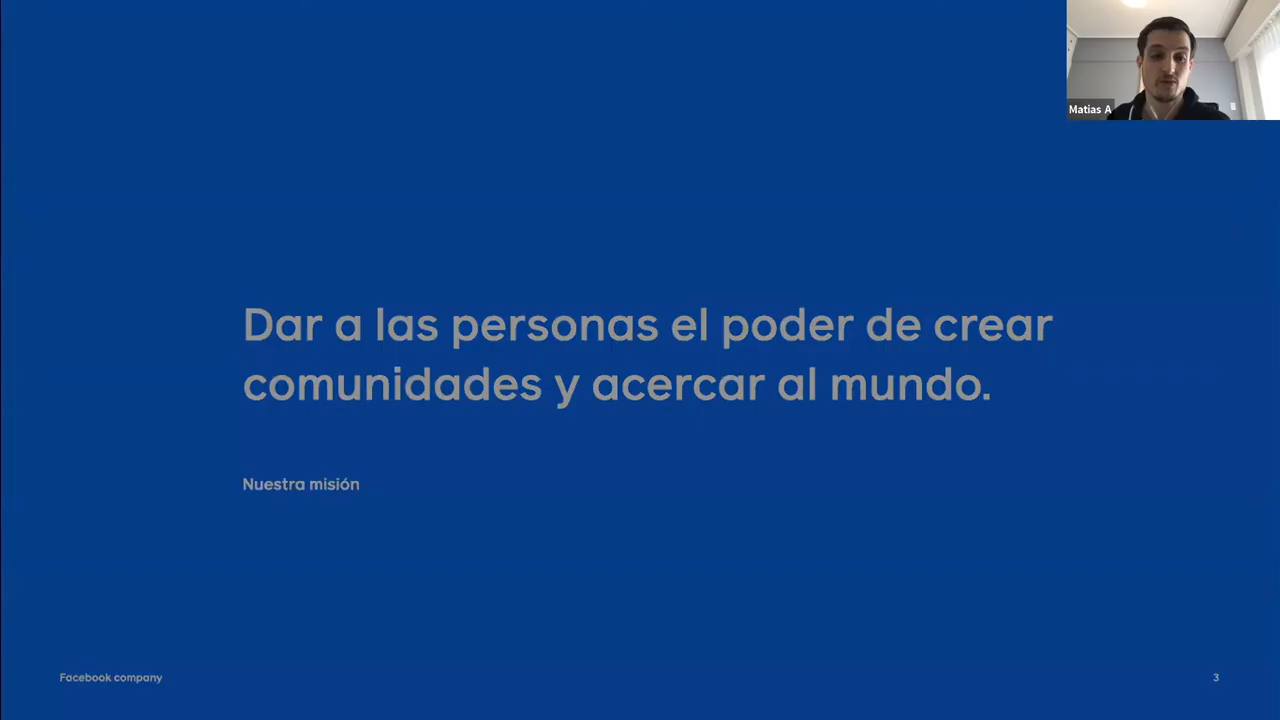 Matias A
Dar a las personas el poder de crear
comunidades y acercar al mundo.
Nuestra misión
Facebook company
3